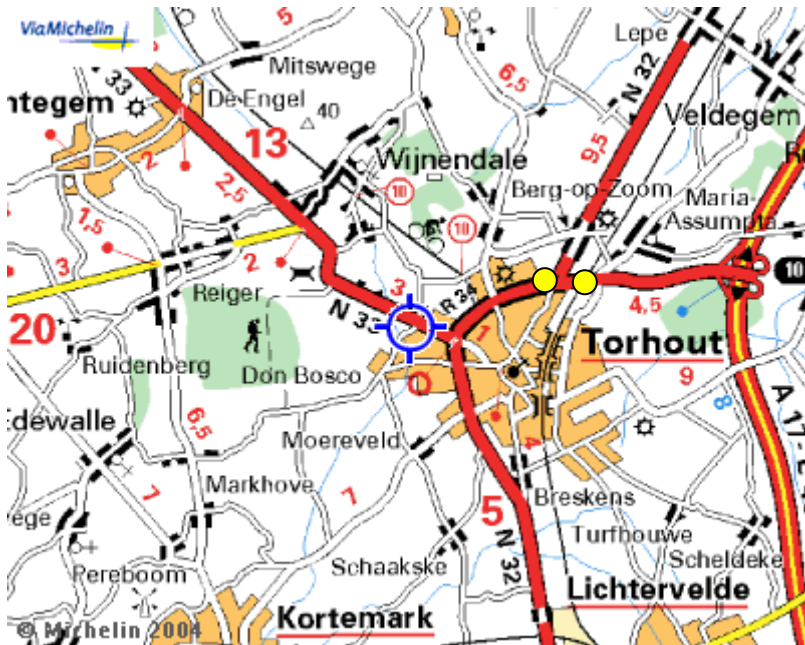 ViaMichelin
5
Lepe
N 33
Mitswege
6,5
N 32
ntegem
De Engel
40
Veldegem
13
9,5
2
Wijnendale
2,5
10
Berg-op-Zoom
Maria-
Assumpta
1,5
10
3
2
10
Reiger
3
R 34
4,5
20
N 33
1
Torhout
Ruidenberg
Don Bosco
9
8
6,5
Moereveld
4
A 17
7
Markhove
7
5
Breskens
ege
N 32
Turfhouwe
Schaakske
Scheldeke
Pereboom
Lichtervelde
Kortemark
© Michelin 2004